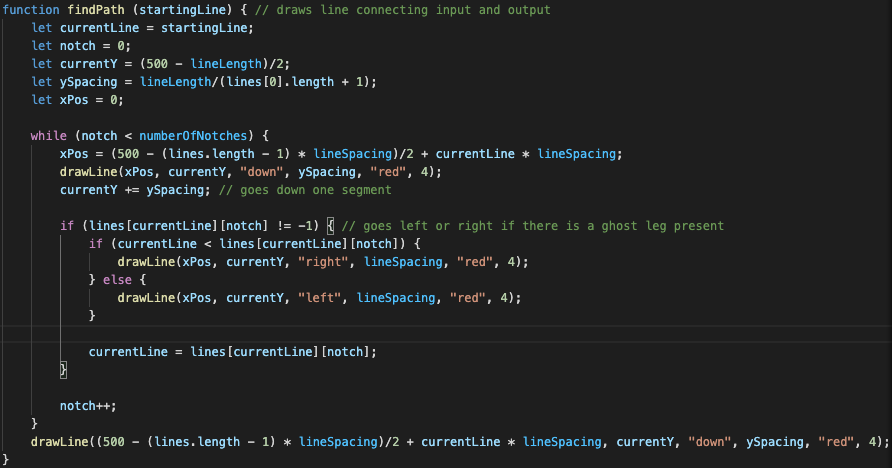 function findPath (startingLine) { // draws line connecting input and output
    let currentLine = startingLine;
    let notch = 0;
    let currentY = (500 - lineLength)/2;
    let ySpacing = lineLength/(lines[0].length + 1);
    let xPos = 0;

    while (notch < numberOfNotches) {
        xPos = (500 - (lines.length - 1) * lineSpacing)/2 + currentLine * lineSpacing;
        drawLine(xPos, currentY, "down", ySpacing, "red", 4);
        currentY += ySpacing; // goes down one segment

        if (lines[currentLine][notch] != -1) { // goes left or right if there is a ghost leg present
            if (currentLine < lines[currentLine][notch]) {
                drawLine(xPos, currentY, "right", lineSpacing, "red", 4);
            } else {
                drawLine(xPos, currentY, "left", lineSpacing, "red", 4);
            }

            currentLine = lines[currentLine][notch];
        }

        notch++;
    }
    drawLine((500 - (lines.length - 1) * lineSpacing)/2 + currentLine * lineSpacing, currentY, "down", ySpacing, "red", 4);
}